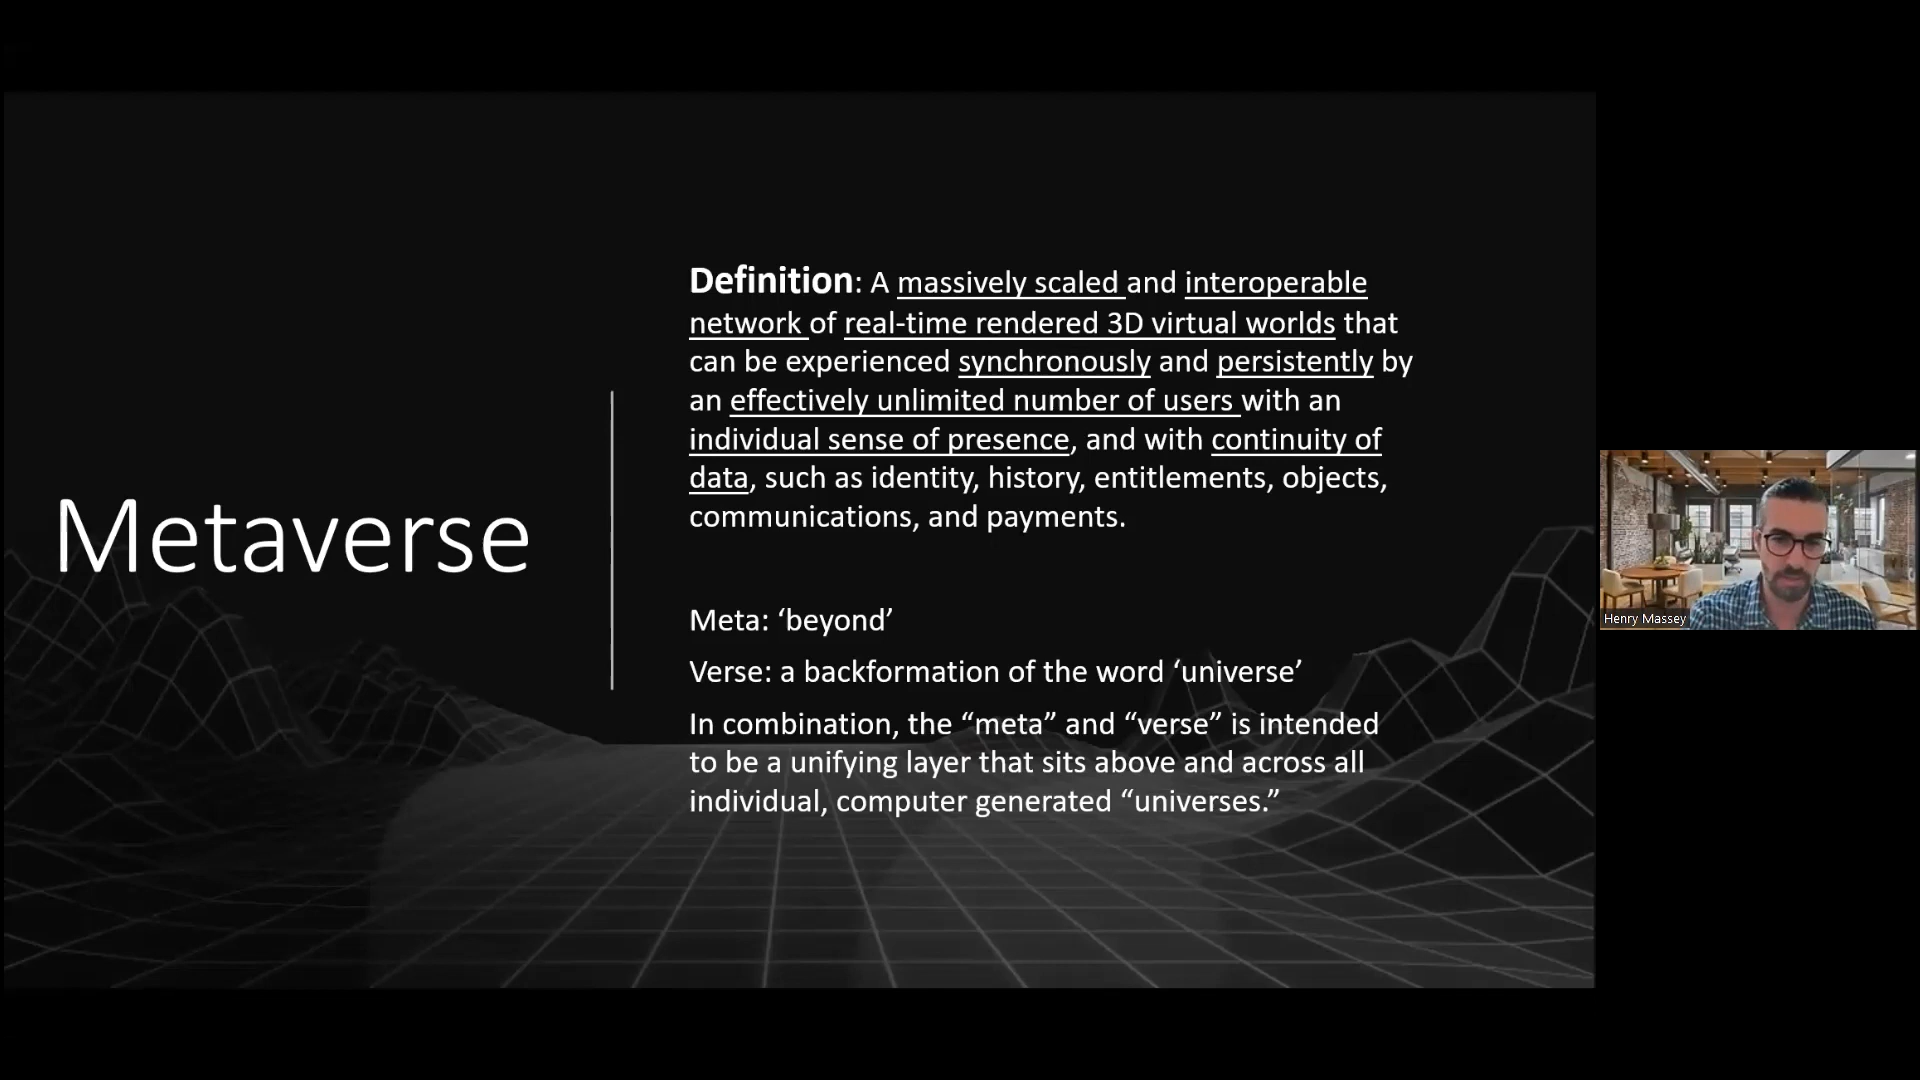 Metaverse
Definition: A massively scaled and interoperable
network of real-time rendered 3D virtual worlds that
can be experienced synchronously and persistently by
an effectively unlimited number of users with an
individual sense of presence, and with continuity of
data, such as identity, history, entitlements, objects,
communications, and payments.
Meta: ‘beyond’
Verse: a backformation of the word ‘universe’
In combination, the “meta” and “verse” is intended
to be a unifying layer that sits above and across all
individual, computer generated “universes.”
Henry Massey